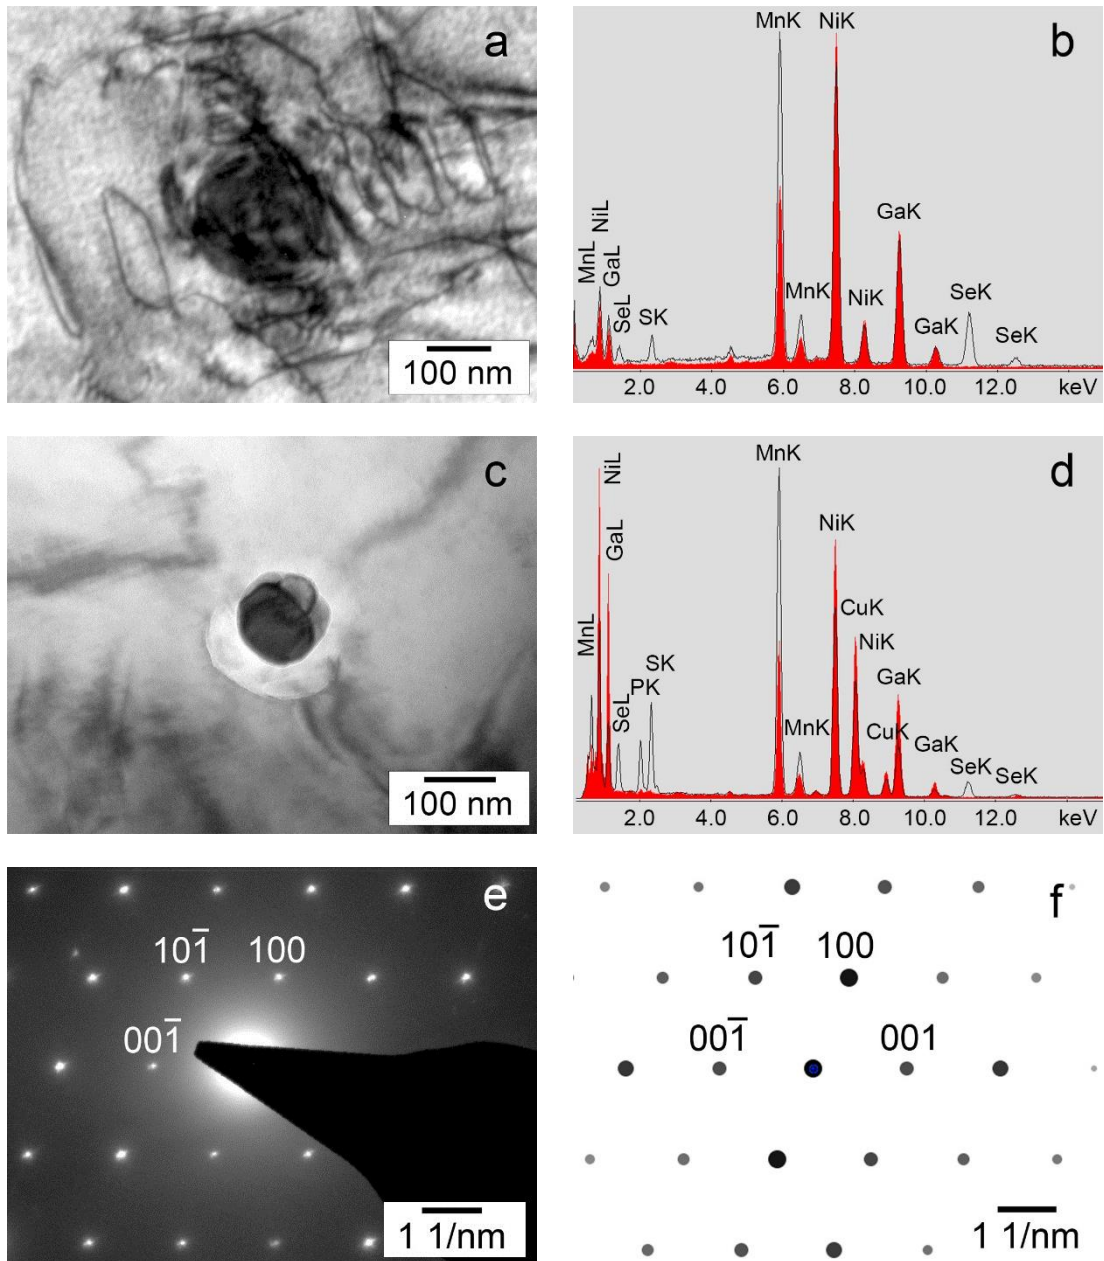 a
100 nm
b
MnK
NiK
MnL
NiL
GaL
SeL
SK
MnK
NiK
GaK
GaK
SeK
SeK
2.0 4.0 6.0 8.0 10.0 12.0 keV
c
100 nm
d
MnL
NiL
GaL
SeL
PK
SK
MnK
MnK
NiK
CuK
NiK
CuK
GaK
GaK
SeK
SeK
2.0 4.0 6.0 8.0 10.0 12.0 keV
e
101̅ 100
001̅
1 1/nm
f
101̅ 100
001̅ 001
1 1/nm